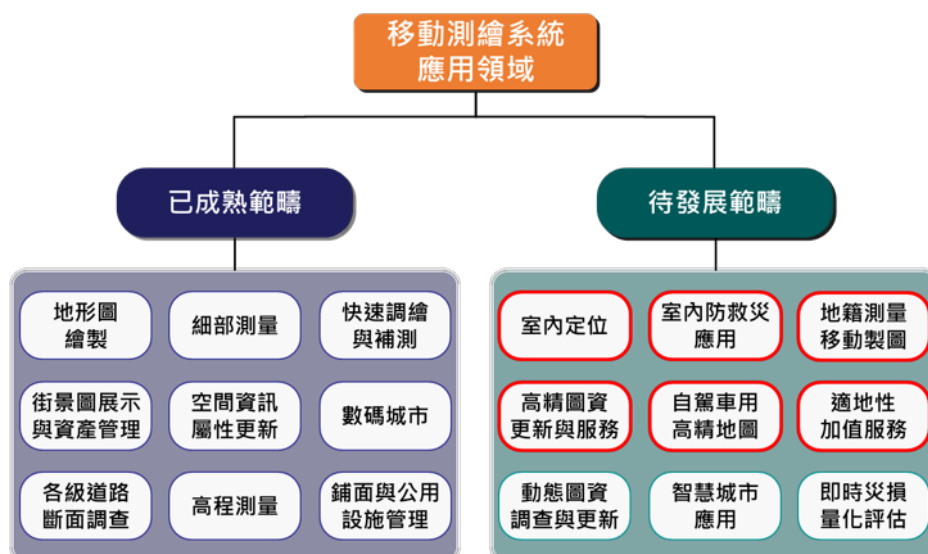 移動測繪系統
應用領域
已成熟範疇
待發展範疇
地形圖
繪製
細部測量
快速調繪
與補測
街景圖展示
與資產管理
空間資訊
屬性更新
數碼城市
各級道路
斷面調查
高程測量
鋪面與公用
設施管理
室內定位
室內防救災
應用
地籍測量
移動製圖
高精圖資
更新與服務
自駕車用
高精地圖
適地性
加值服務
動態圖資
調查與更新
智慧城市
應用
即時災損
量化評估